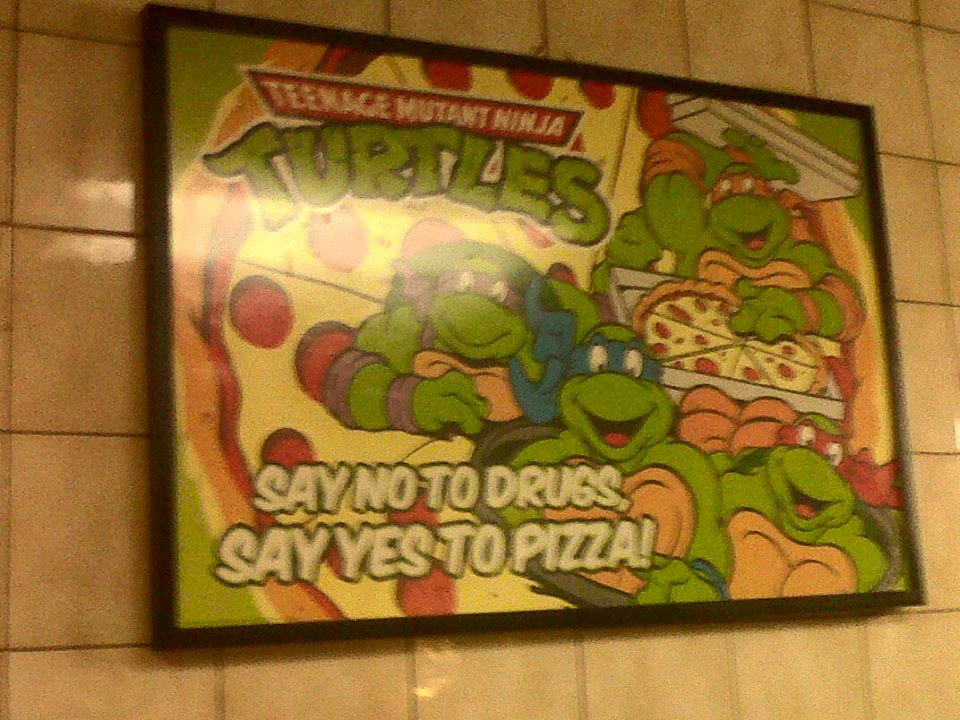 TEENAGE MUTANT NINJA
TURTLES
SAY NO TO DRUGS,
SAY YES TO PIZZA!